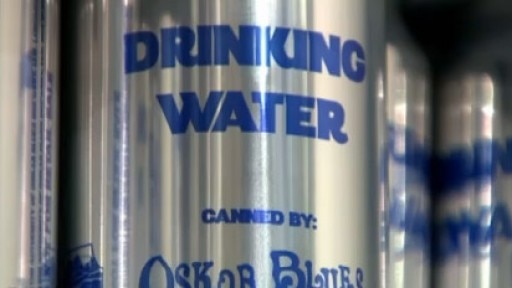 DRINKING
WATER
CANNED BY:
OSKAR BLUES